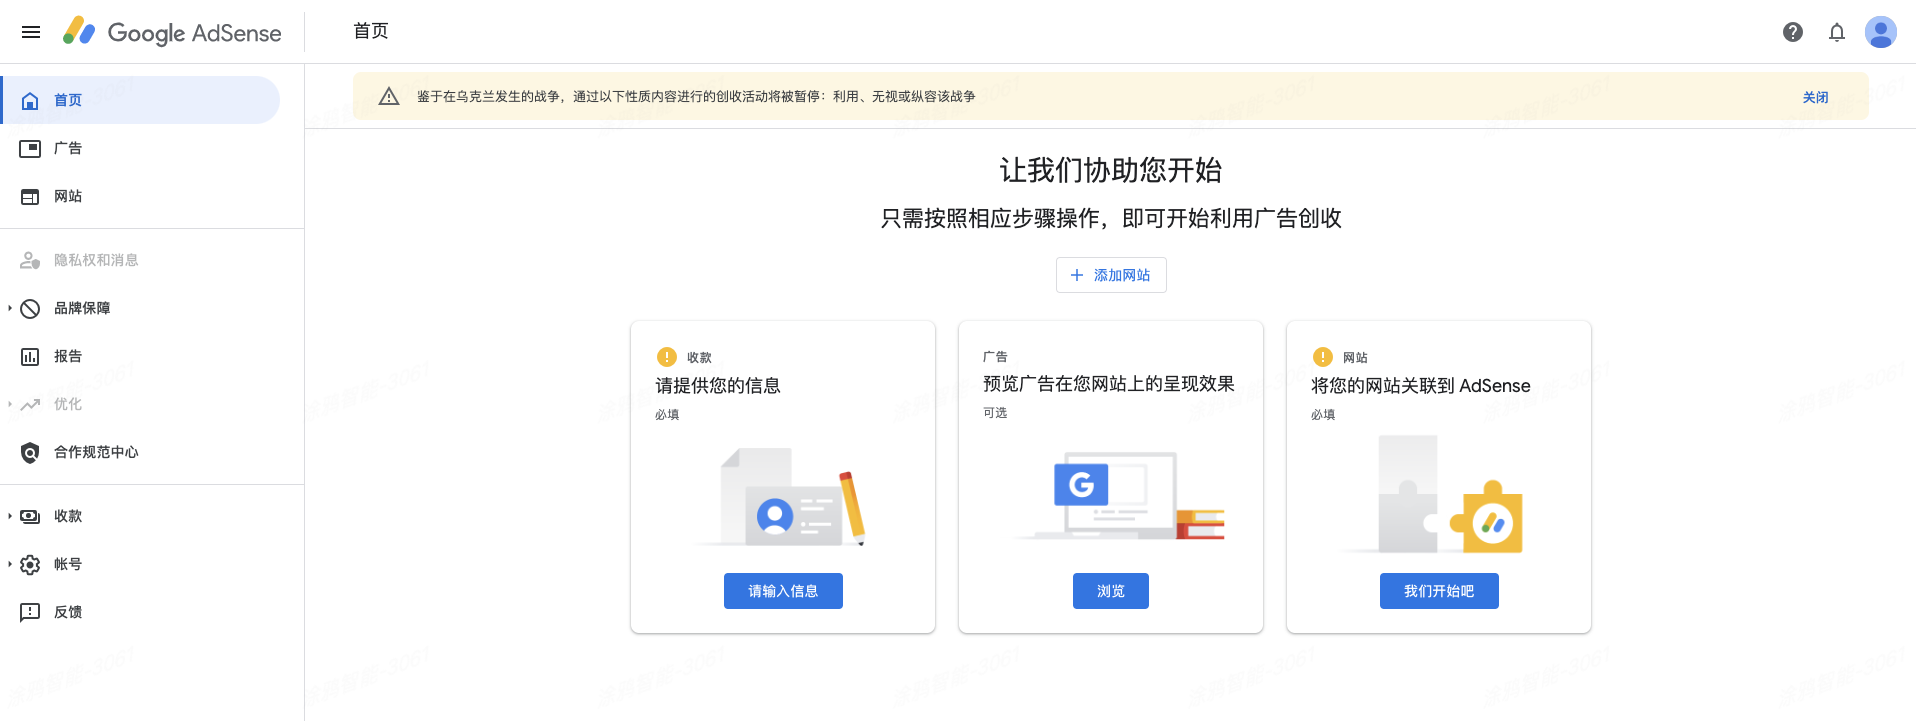 Google AdSense
首页
首页
广告
网站
隐私权和消息
品牌保障
报告
优化
合作规范中心
收款
帐号
反馈
鉴于在乌克兰发生的战争，通过以下性质内容进行的创收活动将被暂停：利用、无视或纵容该战争
关闭
让我们协助您开始
只需按照相应步骤操作，即可开始利用广告创收
添加网站
收款
请提供您的信息
必填
请输入信息
广告
预览广告在您网站上的呈现效果
可选
G
浏览
网站
将您的网站关联到 AdSense
必填
我们开始吧